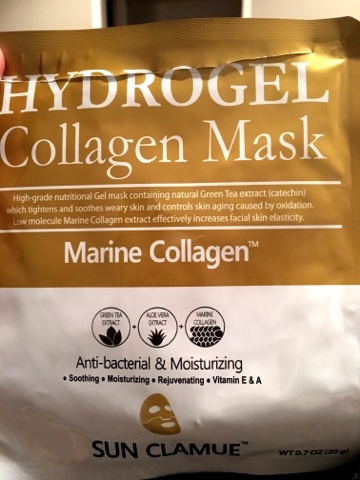 HYDROGEL
Collagen Mask
High-grade nutritional Gel mask containing natural Green Tea extract (catechin)
which tightens and soothes weary skin and controls skin aging caused by oxidation.
Low molecule Marine Collagen extract effectively increases facial skin elasticity.
Marine Collagen™
GREEN TEA EXTRACT + ALOE VERA EXTRACT + MARINE COLLAGEN
Anti-bacterial & Moisturizing
• Soothing • Moisturizing • Rejuvenating • Vitamin E & A
SUN CLAMUE™
WT 0.7 OZ (20 g)